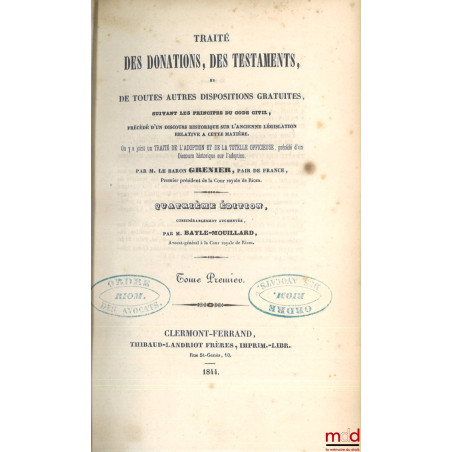 TRAITÉ
DES DONATIONS, DES TESTAMENTS,
ET
DE TOUTES AUTRES DISPOSITIONS GRATUITES,
SUIVANT LES PRINCIPES DU CODE CIVIL;
PRÉCÉDÉ D'UN DISCOURS HISTORIQUE SUR L'ANCIENNE LÉGISLATION
RELATIVE A CETTE MATIÈRE.
On y a joint un TRAITÉ DE L'ADOPTION ET DE LA TUTELLE OFFICIEUSE, précédé d'un
Discours historique sur l'adoption.
PAR M. LE BARON GRENIER, PAIR DE FRANCE,
Premier président de la Cour royale de Riom.
QUATRIÈME ÉDITION,
CONSIDÉRABLEMENT AUGMENTÉE,
PAR M. BAYLE-MOUILLARD,
Avocat-général à la Cour royale de Riom.
Tome Premier.
ORDRE
RIOM.
DES AVOCATS.
ORDRE
RIOM.
DES AVOCATS.
CLERMONT-FERRAND,
THIBAUD-LANDRIOT FRÈRES, IMPRIM.-LIBR.
Rue St-Genès, 10.
1844.
mdd
la mémoire du droit